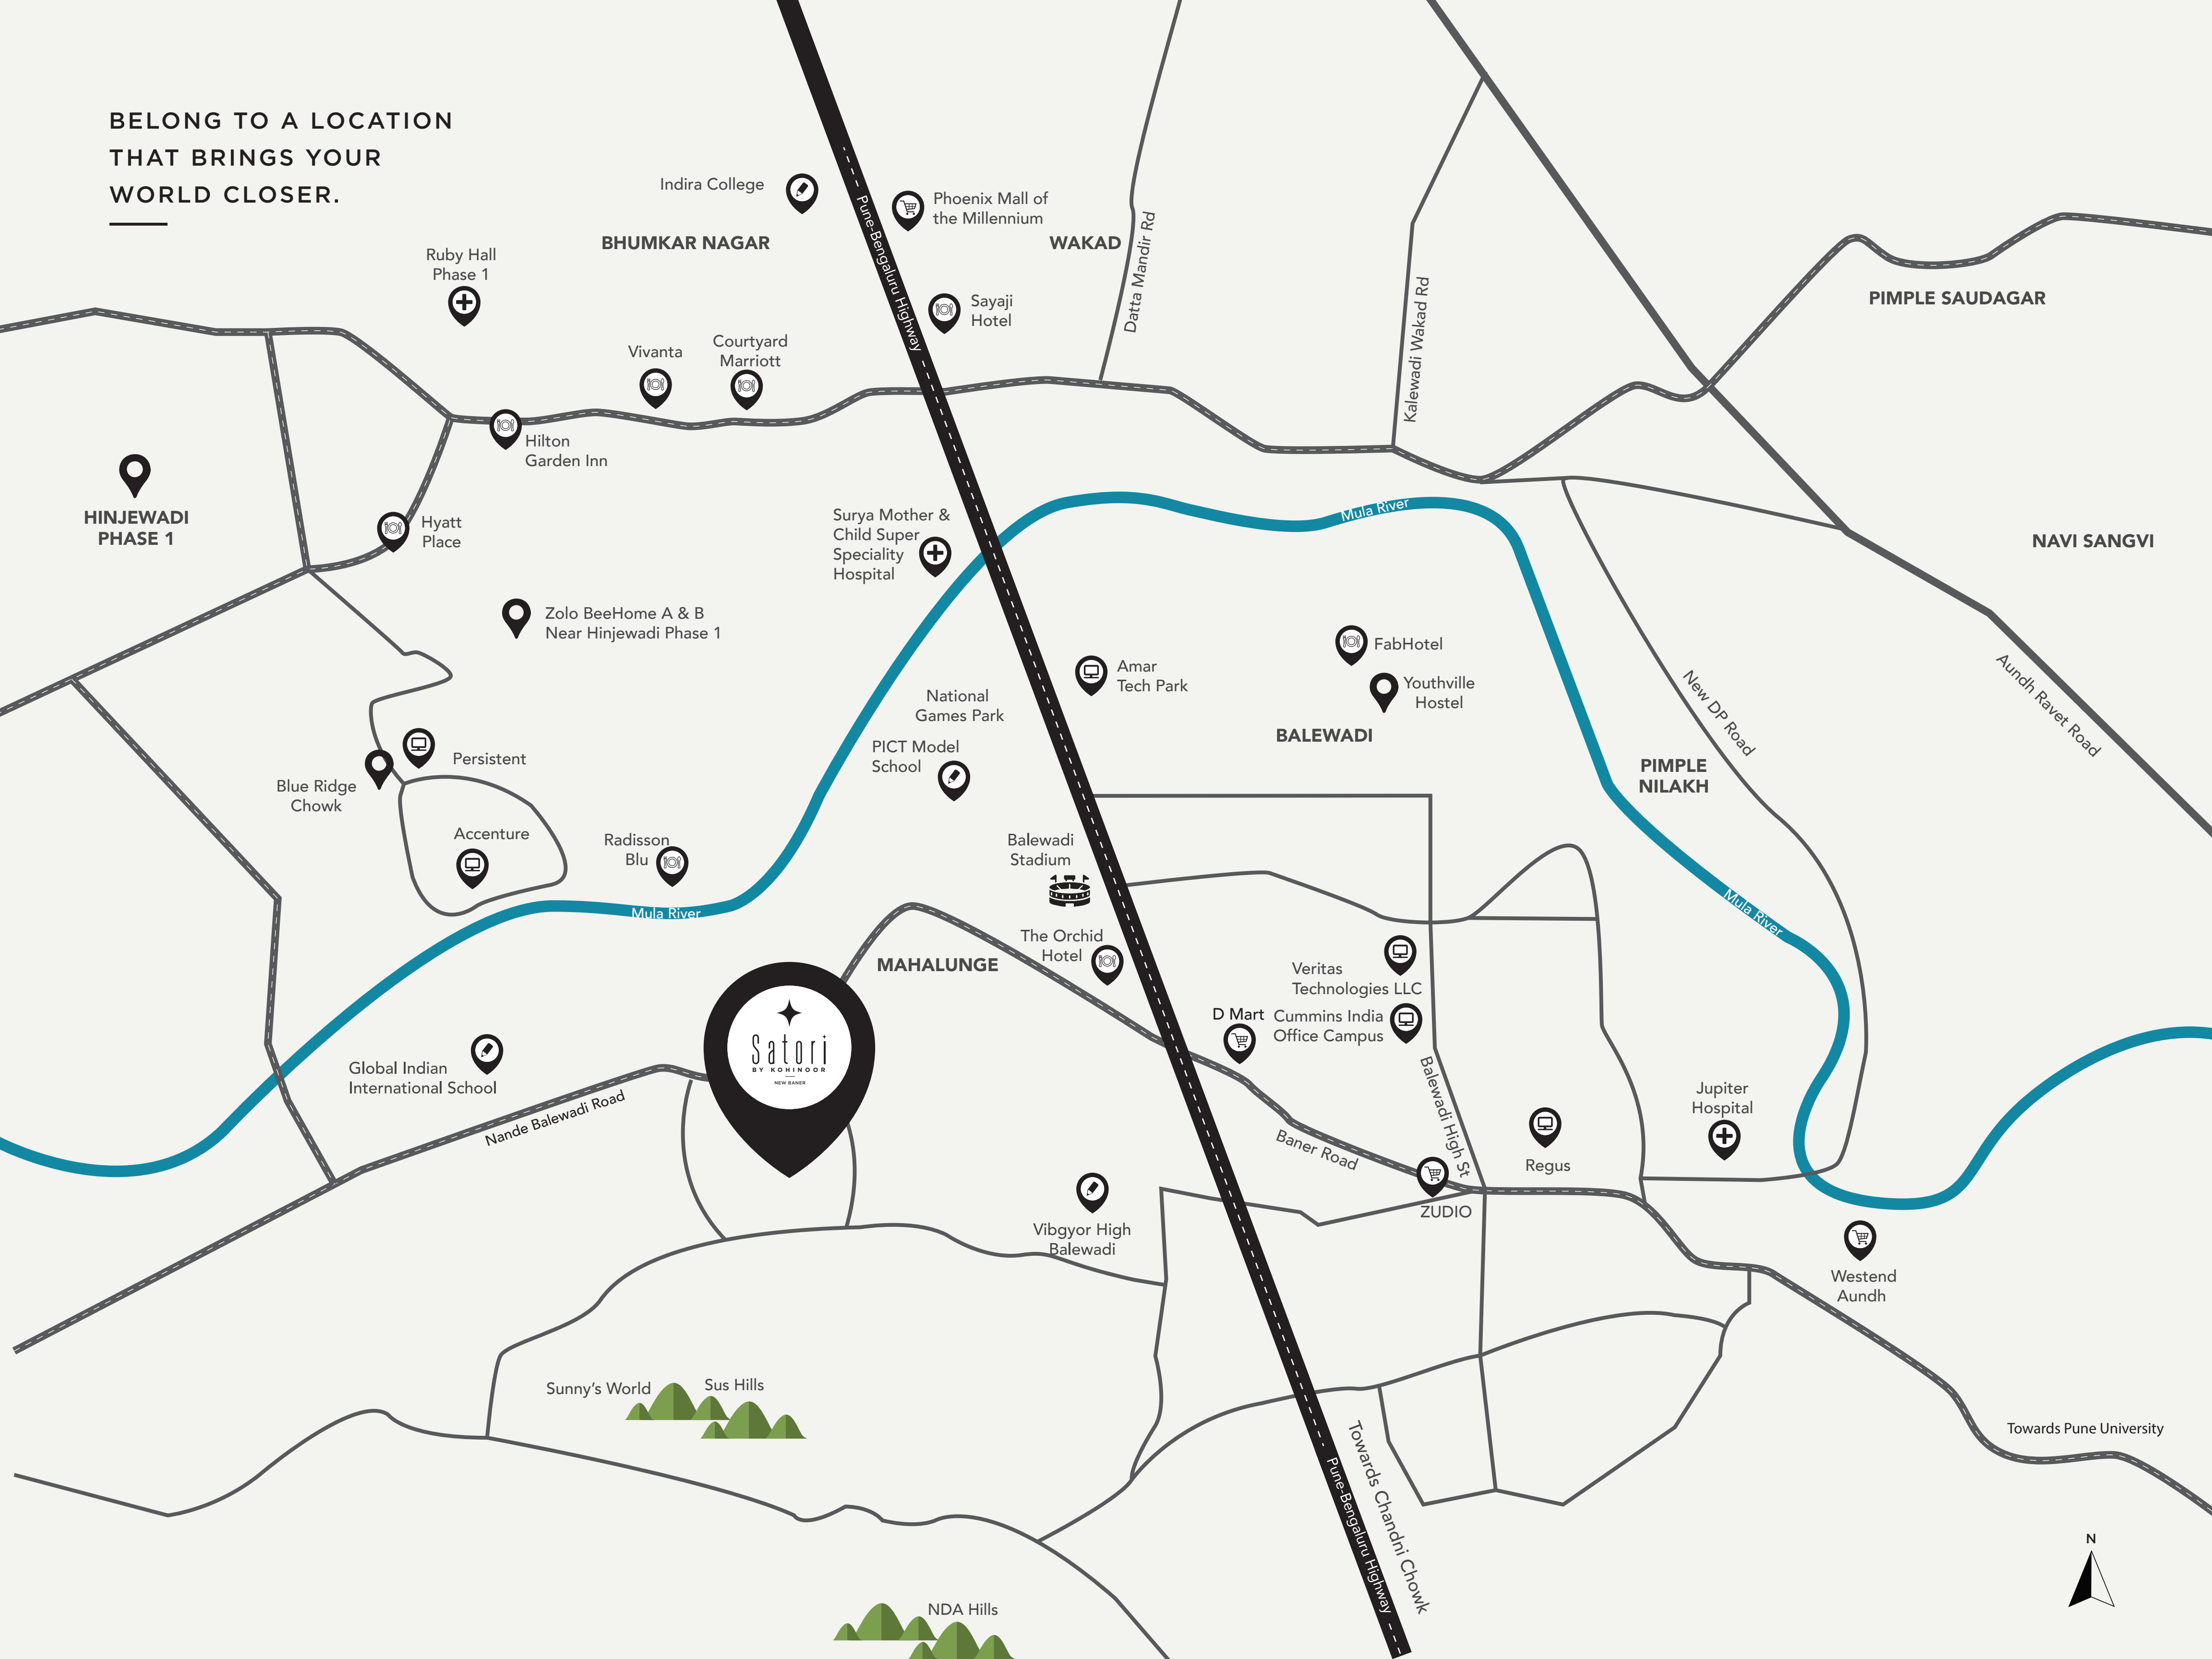 BELONG TO A LOCATION
THAT BRINGS YOUR
WORLD CLOSER.
Indira College
Phoenix Mall of
the Millennium
BHUMKAR NAGAR
WAKAD
Pune-Bengaluru Highway
Datta Mandir Rd
Ruby Hall
Phase 1
Sayaji
Hotel
Kalewadi Wakad Rd
PIMPLE SAUDAGAR
Vivanta
Courtyard
Marriott
Hilton
Garden Inn
HINJEWADI
PHASE 1
Hyatt
Place
Surya Mother &
Child Super
Speciality
Hospital
Mula River
NAVI SANGVI
Zolo BeeHome A & B
Near Hinjewadi Phase 1
FabHotel
Amar
Tech Park
Youthville
Hostel
National
Games Park
New DP Road
Aundh Ravet Road
BALEWADI
PICT Model
School
Persistent
PIMPLE
NILAKH
Blue Ridge
Chowk
Accenture
Radisson
Blu
Balewadi
Stadium
Mula River
Mula River
The Orchid
Hotel
MAHALUNGE
Veritas
Technologies LLC
D Mart
Cummins India
Office Campus
Satori
BY KOHINOOR
NEW BANER
Global Indian
International School
Nande Balewadi Road
Balewadi High St
Jupiter
Hospital
Baner Road
Regus
ZUDIO
Vibgyor High
Balewadi
Westend
Aundh
Sunny's World
Sus Hills
Towards Pune University
Towards Chandni Chowk
Pune-Bengaluru Highway
N
NDA Hills